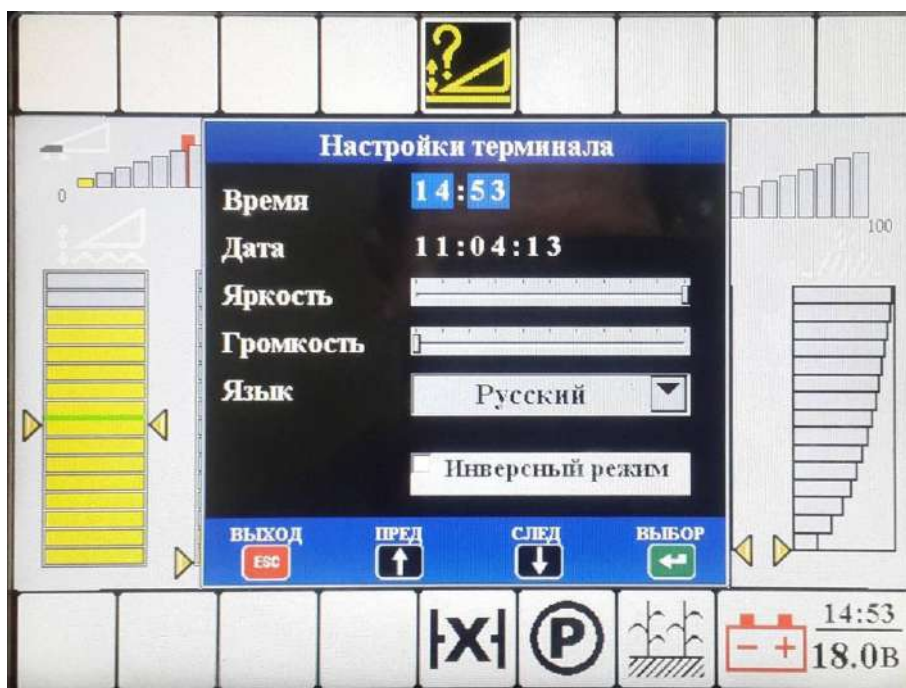 ?
Настройки терминала
0
100
Время 14:53
Дата 11:04:13
Яркость
Громкость
Язык Русский
Инверсный режим
ВЫХОД ПРЕД СЛЕД ВЫБОР
ESC
X P
14:53
18.0В